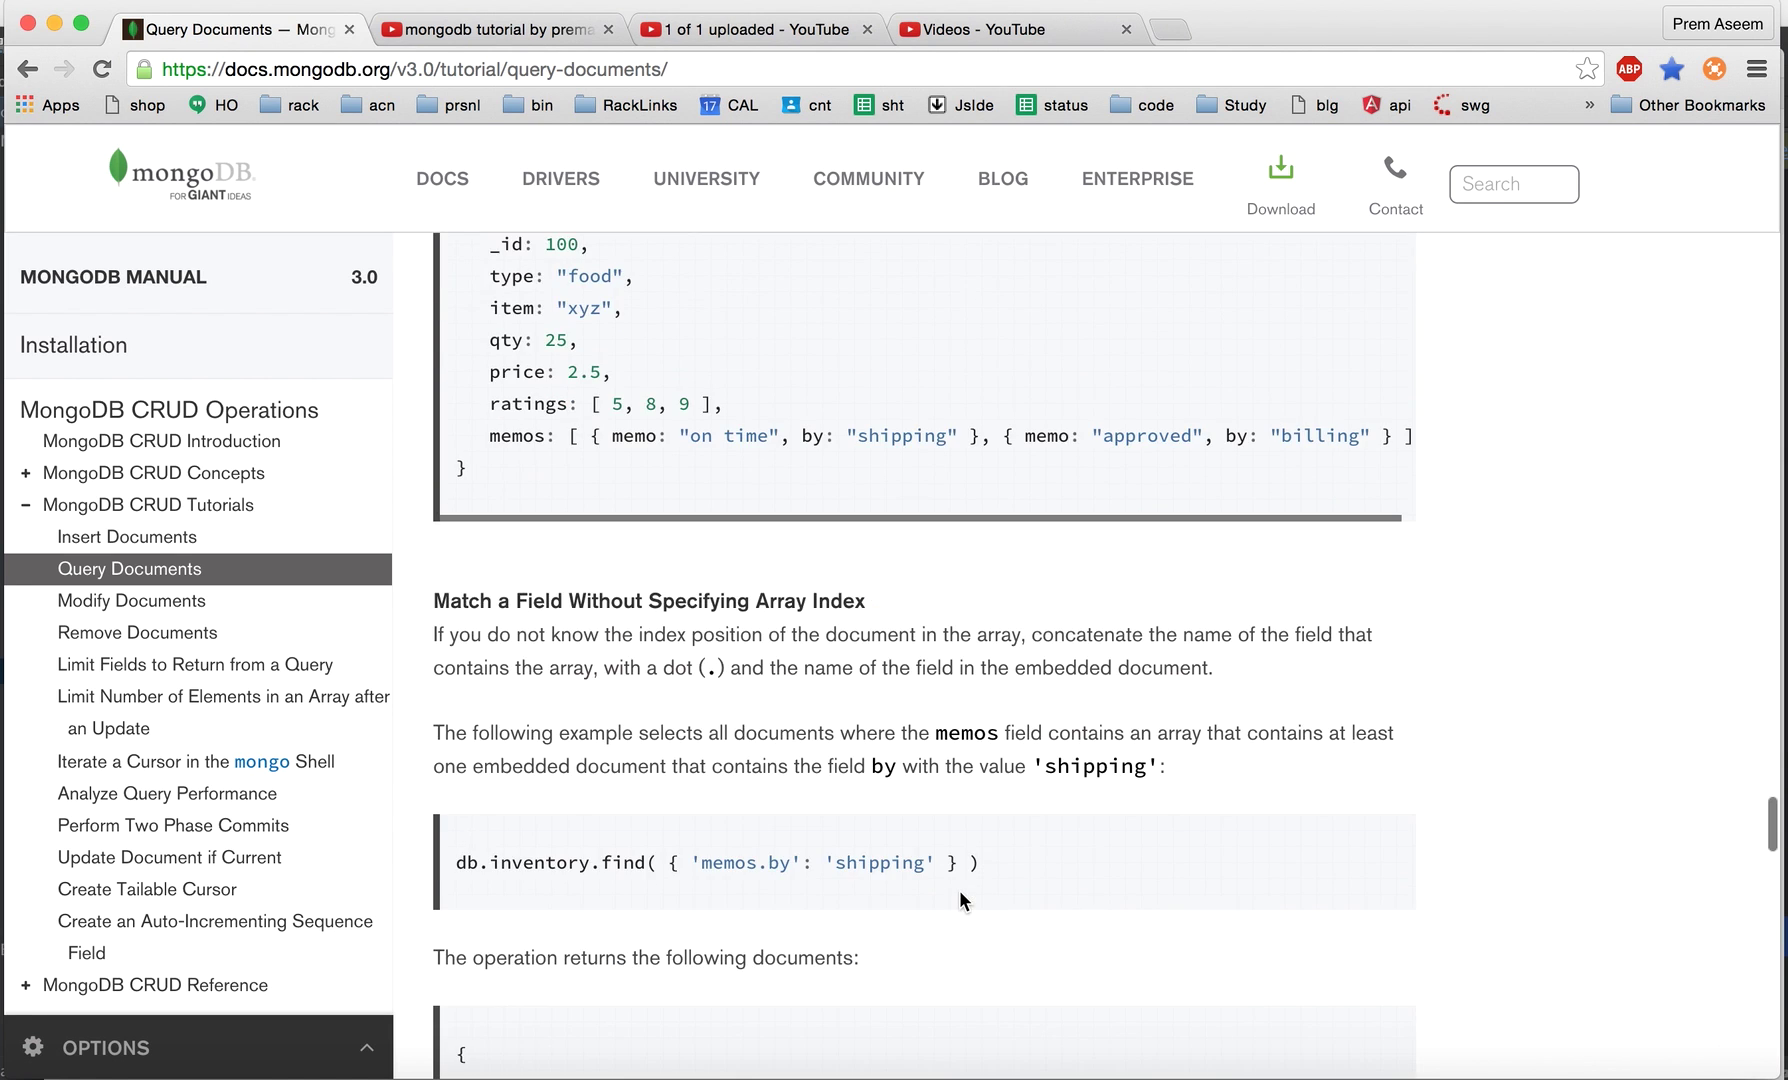 Prem Aseem
Query Documents — Mong
mongodb tutorial by prema
1 of 1 uploaded - YouTube
Videos - YouTube
https://docs.mongodb.org/v3.0/tutorial/query-documents/
ABP
Apps shop HO rack acn prsnl bin RackLinks 17 CAL cnt sht Jslde status code Study blg api swg » Other Bookmarks
mongoDB.
FOR GIANT IDEAS
DOCS DRIVERS UNIVERSITY COMMUNITY BLOG ENTERPRISE Download Contact Search
MONGODB MANUAL 3.0
Installation
MongoDB CRUD Operations
MongoDB CRUD Introduction
+ MongoDB CRUD Concepts
– MongoDB CRUD Tutorials
Insert Documents
Query Documents
Modify Documents
Remove Documents
Limit Fields to Return from a Query
Limit Number of Elements in an Array after
an Update
Iterate a Cursor in the mongo Shell
Analyze Query Performance
Perform Two Phase Commits
Update Document if Current
Create Tailable Cursor
Create an Auto-Incrementing Sequence
Field
+ MongoDB CRUD Reference
OPTIONS
_id: 100,
type: "food",
item: "xyz",
qty: 25,
price: 2.5,
ratings: [ 5, 8, 9 ],
memos: [ { memo: "on time", by: "shipping" }, { memo: "approved", by: "billing" } ]
}
Match a Field Without Specifying Array Index
If you do not know the index position of the document in the array, concatenate the name of the field that
contains the array, with a dot (.) and the name of the field in the embedded document.
The following example selects all documents where the memos field contains an array that contains at least
one embedded document that contains the field by with the value 'shipping':
db.inventory.find( { 'memos.by': 'shipping' } )
The operation returns the following documents:
{